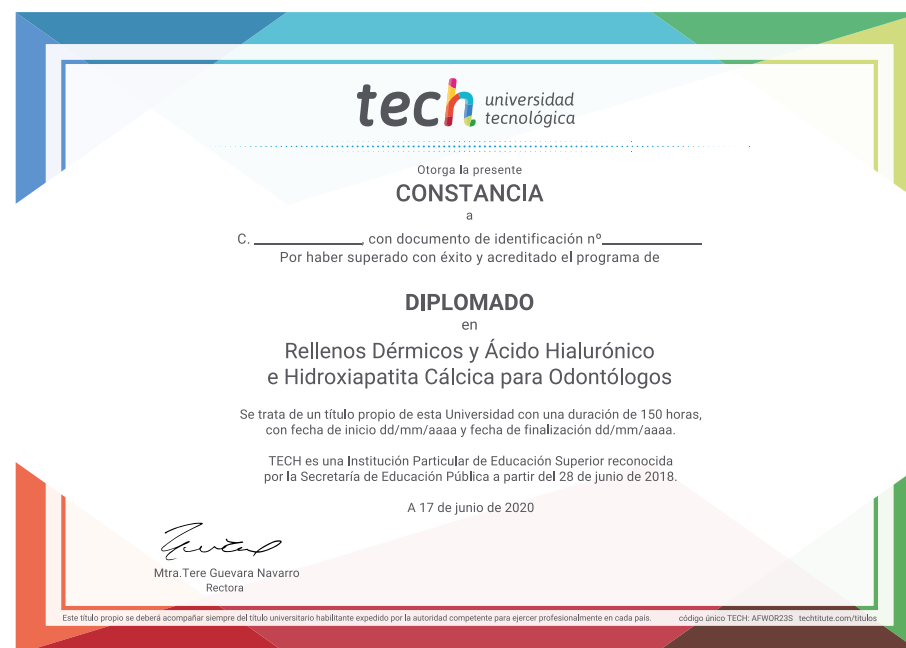 tech universidad
tecnológica
Otorga la presente
CONSTANCIA
a
C. ______________, con documento de identificación nº_____________
Por haber superado con éxito y acreditado el programa de
DIPLOMADO
en
Rellenos Dérmicos y Ácido Hialurónico
e Hidroxiapatita Cálcica para Odontólogos
Se trata de un título propio de esta Universidad con una duración de 150 horas,
con fecha de inicio dd/mm/aaaa y fecha de finalización dd/mm/aaaa.
TECH es una Institución Particular de Educación Superior reconocida
por la Secretaría de Educación Pública a partir del 28 de junio de 2018.
A 17 de junio de 2020
Mtra.Tere Guevara Navarro
Rectora
Este título propio se deberá acompañar siempre del título universitario habilitante expedido por la autoridad competente para ejercer profesionalmente en cada país. código único TECH: AFWOR23S techtitute.com/titulos